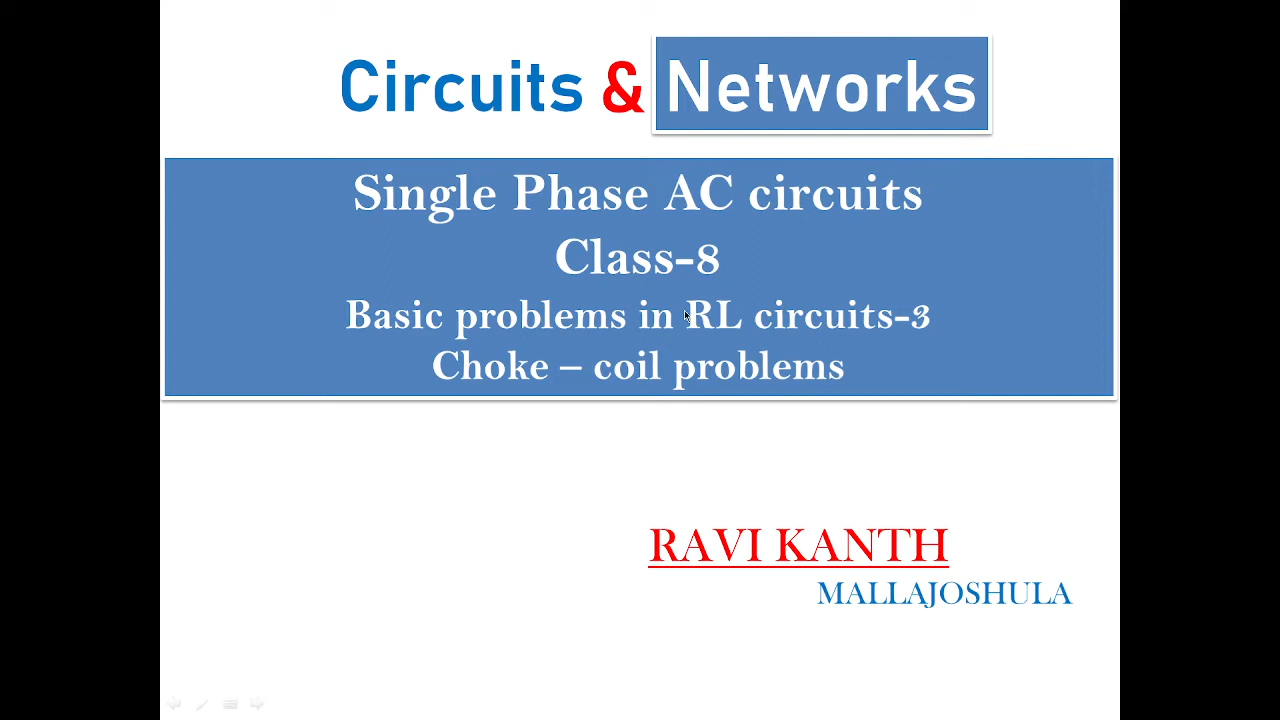 Circuits & Networks
Single Phase AC circuits
Class-8
Basic problems in RL circuits-3
Choke – coil problems
RAVI KANTH
MALLAJOSHULA